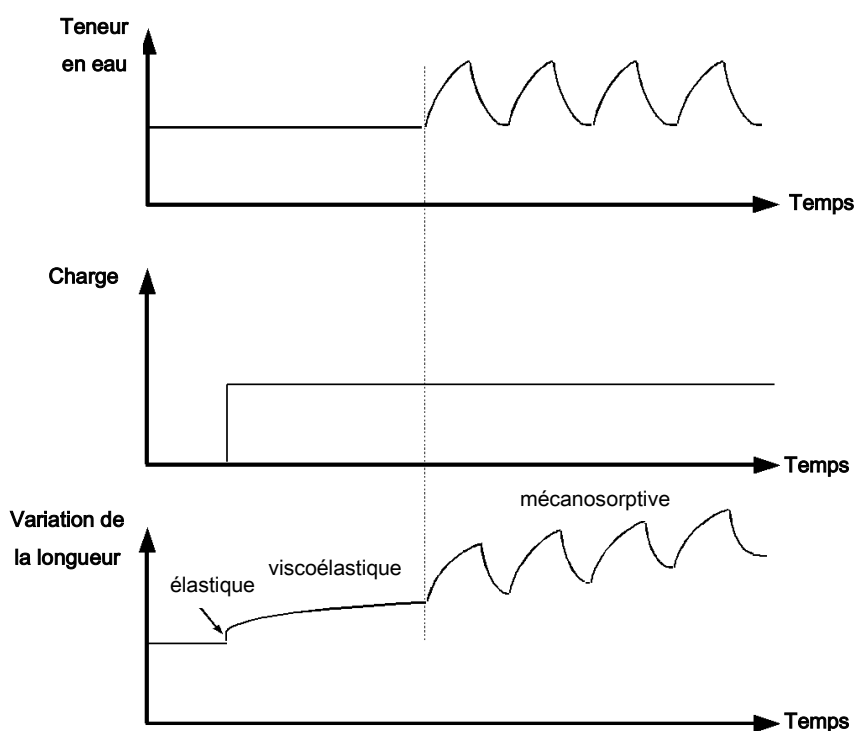 Teneur
en eau
Temps
Charge
Temps
Variation de
la longueur
mécanosorptive
viscoélastique
élastique
Temps